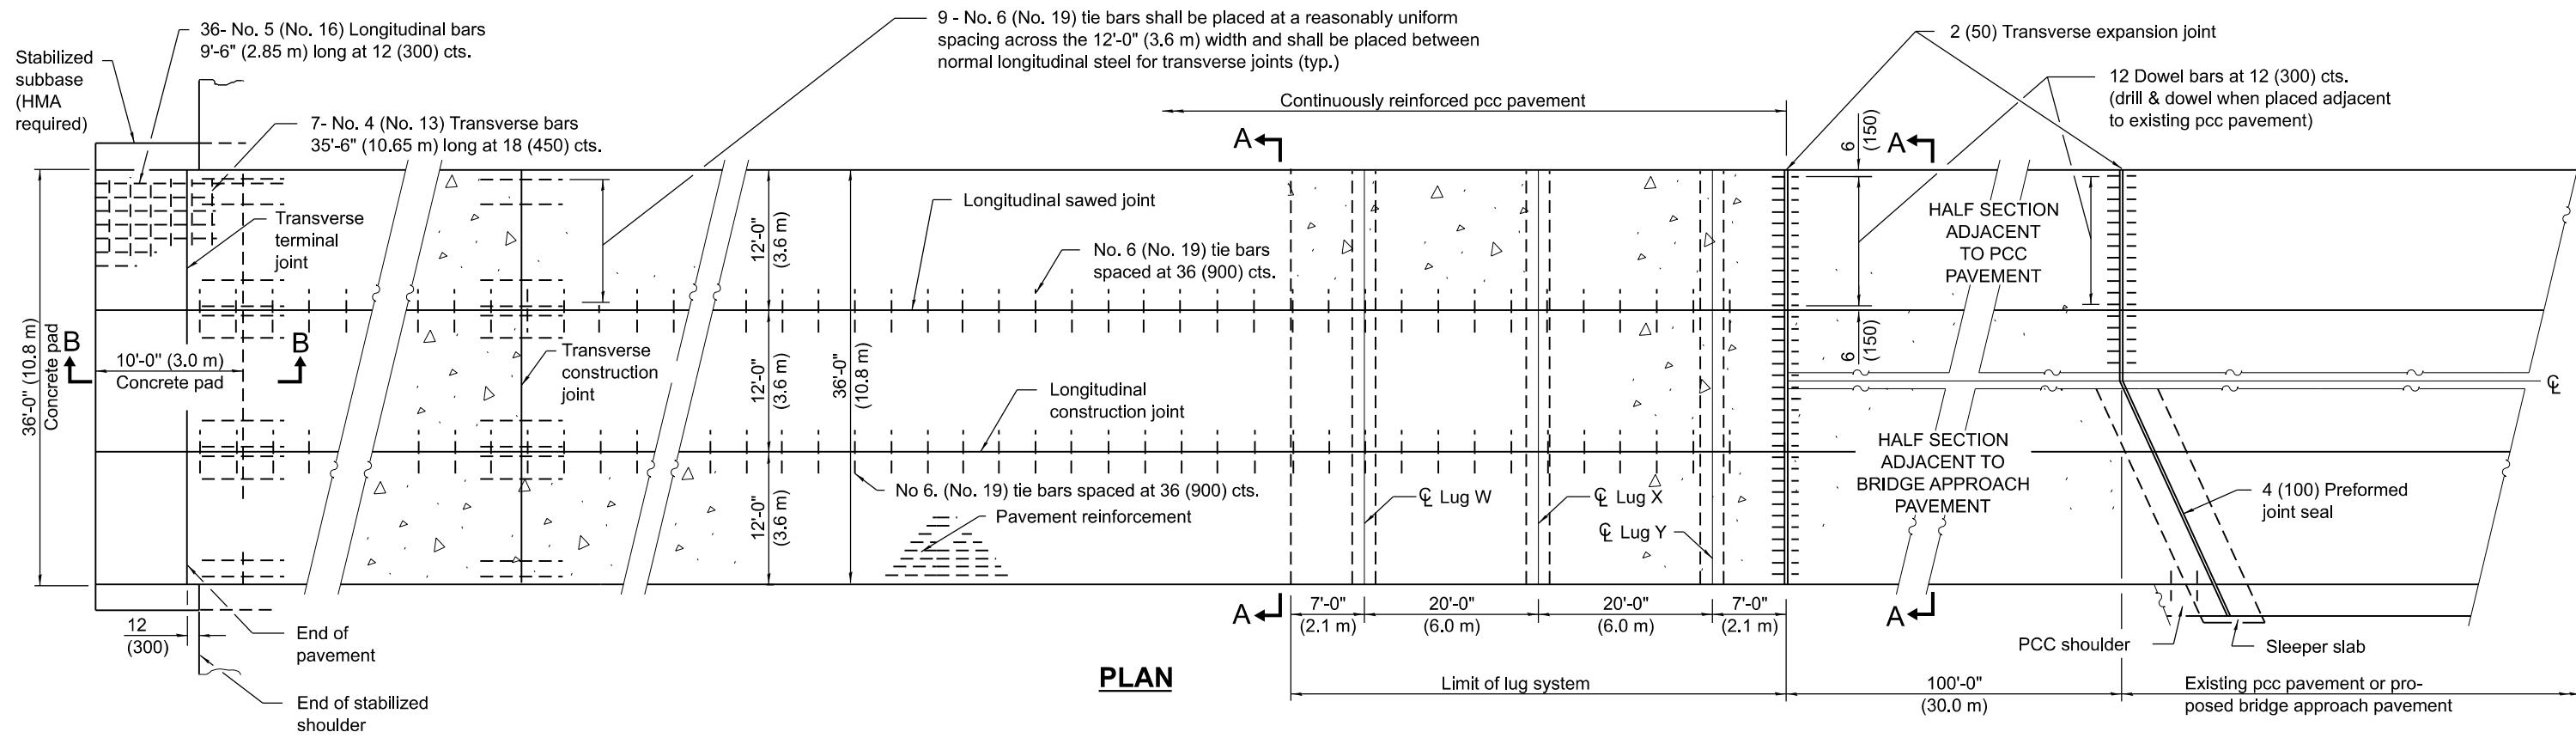 36- No. 5 (No. 16) Longitudinal bars
9'-6" (2.85 m) long at 12 (300) cts.
Stabilized
subbase
(HMA
required)
7- No. 4 (No. 13) Transverse bars
35'-6" (10.65 m) long at 18 (450) cts.
9 - No. 6 (No. 19) tie bars shall be placed at a reasonably uniform
spacing across the 12'-0" (3.6 m) width and shall be placed between
normal longitudinal steel for transverse joints (typ.)
2 (50) Transverse expansion joint
12 Dowel bars at 12 (300) cts.
(drill & dowel when placed adjacent
to existing pcc pavement)
Continuously reinforced pcc pavement
A
A
6
(150)
Transverse
terminal
joint
Longitudinal sawed joint
No. 6 (No. 19) tie bars
spaced at 36 (900) cts.
12'-0"
(3.6 m)
HALF SECTION
ADJACENT
TO PCC
PAVEMENT
36'-0" (10.8 m)
Concrete pad
B
B
10'-0" (3.0 m)
Concrete pad
Transverse
construction
joint
12'-0"
(3.6 m)
36'-0"
(10.8 m)
Longitudinal
construction joint
6
(150)
℄
HALF SECTION
ADJACENT TO
BRIDGE APPROACH
PAVEMENT
12'-0"
(3.6 m)
No 6. (No. 19) tie bars spaced at 36 (900) cts.
Pavement reinforcement
℄ Lug W
℄ Lug X
℄ Lug Y
4 (100) Preformed
joint seal
A
A
7'-0"
(2.1 m)
20'-0"
(6.0 m)
20'-0"
(6.0 m)
7'-0"
(2.1 m)
12
(300)
End of
pavement
PCC shoulder
Sleeper slab
PLAN
Limit of lug system
100'-0"
(30.0 m)
Existing pcc pavement or pro-
posed bridge approach pavement
End of stabilized
shoulder